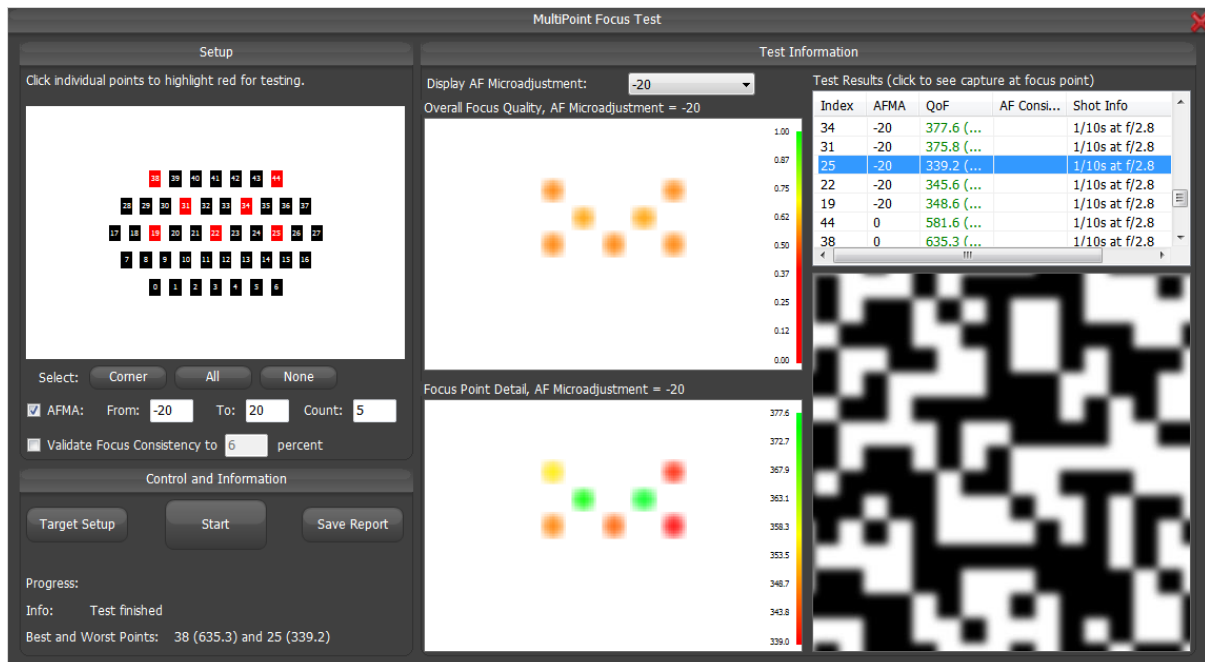 MultiPoint Focus Test
Setup
Click individual points to highlight red for testing.
38 39 40 41 42 43 44
28 29 30 31 32 33 34 35 36 37
17 18 19 20 21 22 23 24 25 26 27
7 8 9 10 11 12 13 14 15 16
0 1 2 3 4 5 6
Select: Corner All None
AFMA: From: -20 To: 20 Count: 5
Validate Focus Consistency to 6 percent
Control and Information
Target Setup Start Save Report
Progress:
Info: Test finished
Best and Worst Points: 38 (635.3) and 25 (339.2)
Test Information
Display AF Microadjustment: -20
Overall Focus Quality, AF Microadjustment = -20
1.00
0.87
0.75
0.62
0.50
0.37
0.25
0.12
0.00
Focus Point Detail, AF Microadjustment = -20
377.6
372.7
367.9
363.1
358.3
353.5
348.7
343.8
339.0
Test Results (click to see capture at focus point)
Index AFMA QoF AF Consi... Shot Info
34 -20 377.6 (... 1/10s at f/2.8
31 -20 375.8 (... 1/10s at f/2.8
25 -20 339.2 (... 1/10s at f/2.8
22 -20 345.6 (... 1/10s at f/2.8
19 -20 348.6 (... 1/10s at f/2.8
44 0 581.6 (... 1/10s at f/2.8
38 0 635.3 (... 1/10s at f/2.8